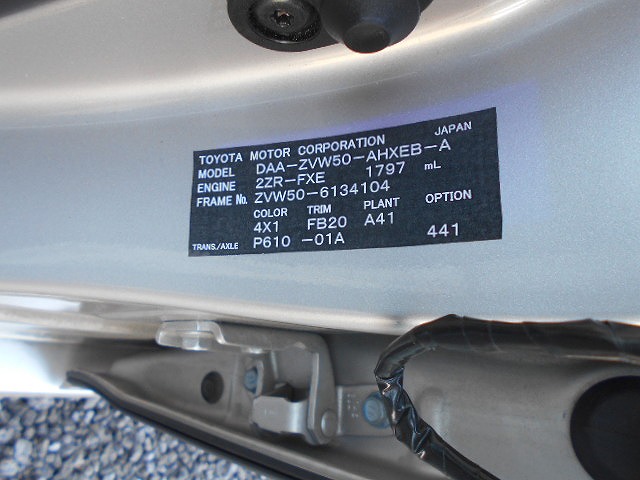 TOYOTA MOTOR CORPORATION JAPAN
MODEL DAA-ZVW50-AHXEB-A
ENGINE 2ZR-FXE 1797 mL
FRAME No. ZVW50-6134104
COLOR TRIM PLANT OPTION
4X1 FB20 A41
TRANS./AXLE P610 -01A 441